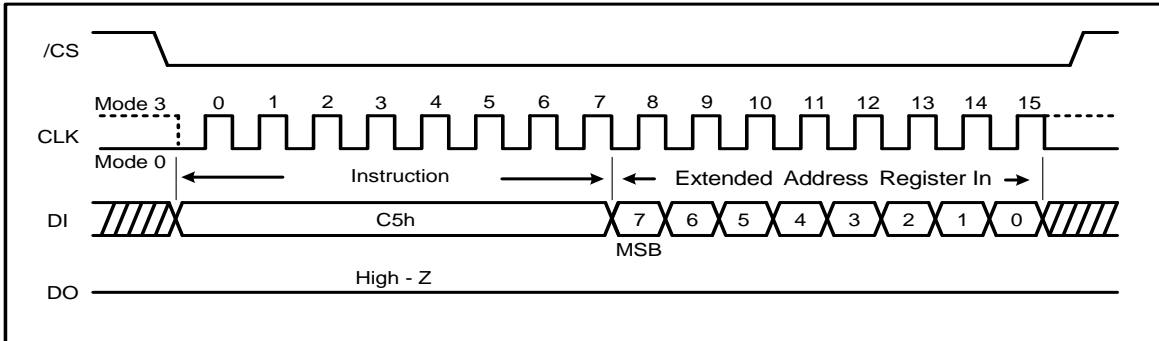 /CS
Mode 3 0 1 2 3 4 5 6 7 8 9 10 11 12 13 14 15
CLK
Mode 0
Instruction Extended Address Register In
DI C5h 7 6 5 4 3 2 1 0
MSB
High - Z
DO